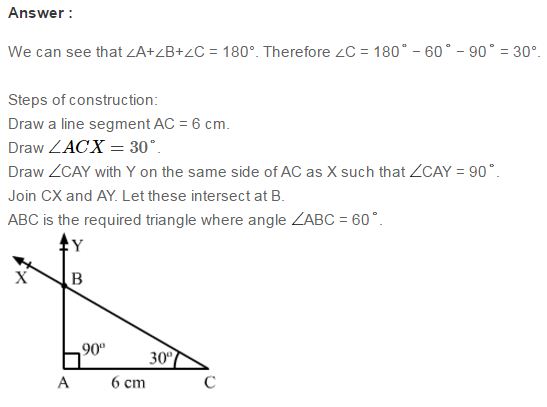 Answer :
We can see that ∠A+∠B+∠C = 180°. Therefore ∠C = 180˚ − 60˚ − 90˚ = 30°.
Steps of construction:
Draw a line segment AC = 6 cm.
Draw ∠ACX = 30°.
Draw ∠CAY with Y on the same side of AC as X such that ∠CAY = 90˚.
Join CX and AY. Let these intersect at B.
ABC is the required triangle where angle ∠ABC = 60˚.
Y
X
B
90°
30°
A
6 cm
C